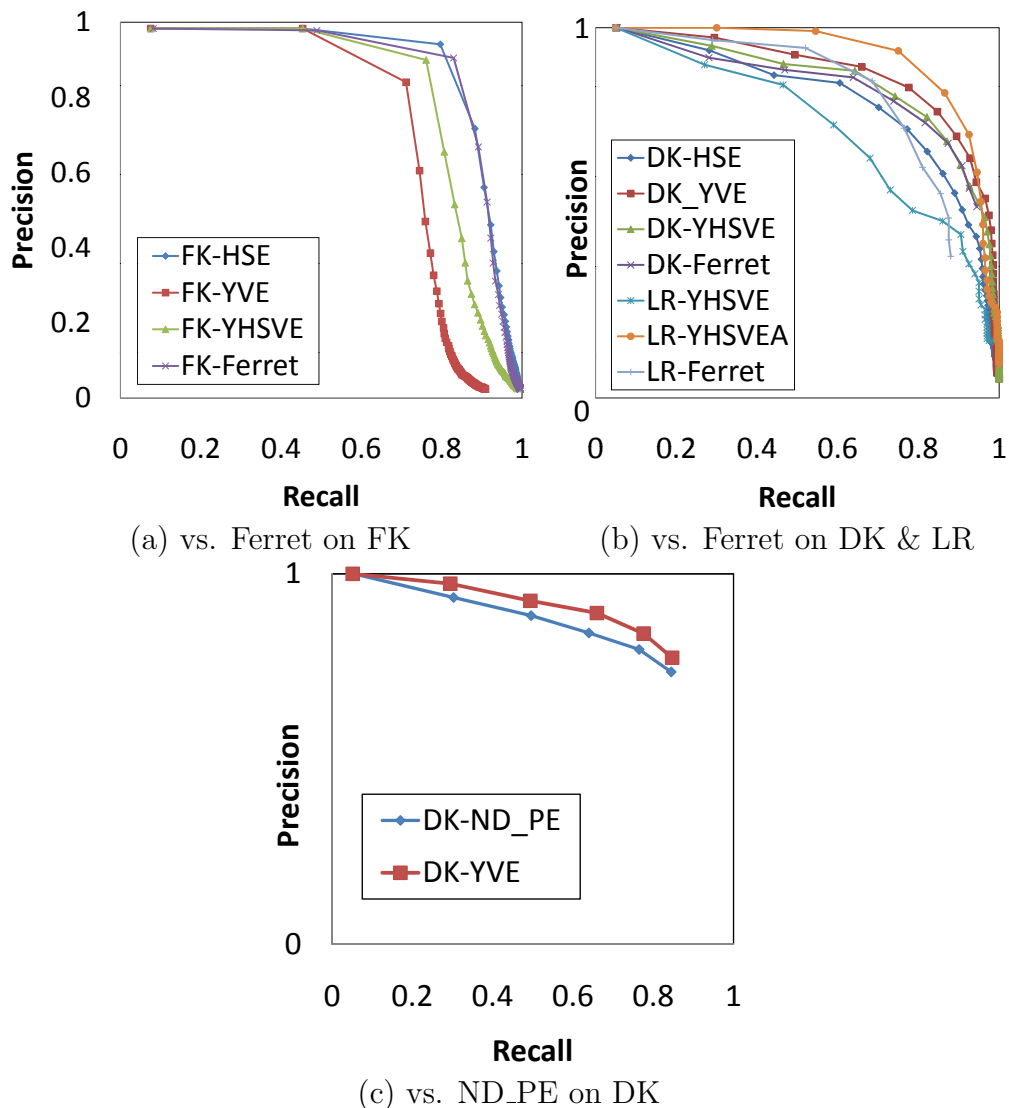 1
0.8
0.6
0.4
0.2
0
Precision
FK-HSE
FK-YVE
FK-YHSVE
FK-Ferret
0 0.2 0.4 0.6 0.8 1
Recall
(a) vs. Ferret on FK
1
0
Precision
DK-HSE
DK_YVE
DK-YHSVE
DK-Ferret
LR-YHSVE
LR-YHSVEA
LR-Ferret
0 0.2 0.4 0.6 0.8 1
Recall
(b) vs. Ferret on DK & LR
1
0
Precision
DK-ND_PE
DK-YVE
0 0.2 0.4 0.6 0.8 1
Recall
(c) vs. ND_PE on DK